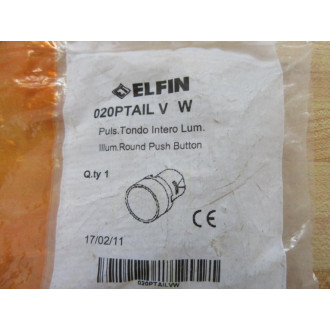 ELFIN
020PTAIL V W
Puls.Tondo Intero Lum.
Illum.Round Push Button
Q.ty 1
CE
17/02/11
020PTAILVW